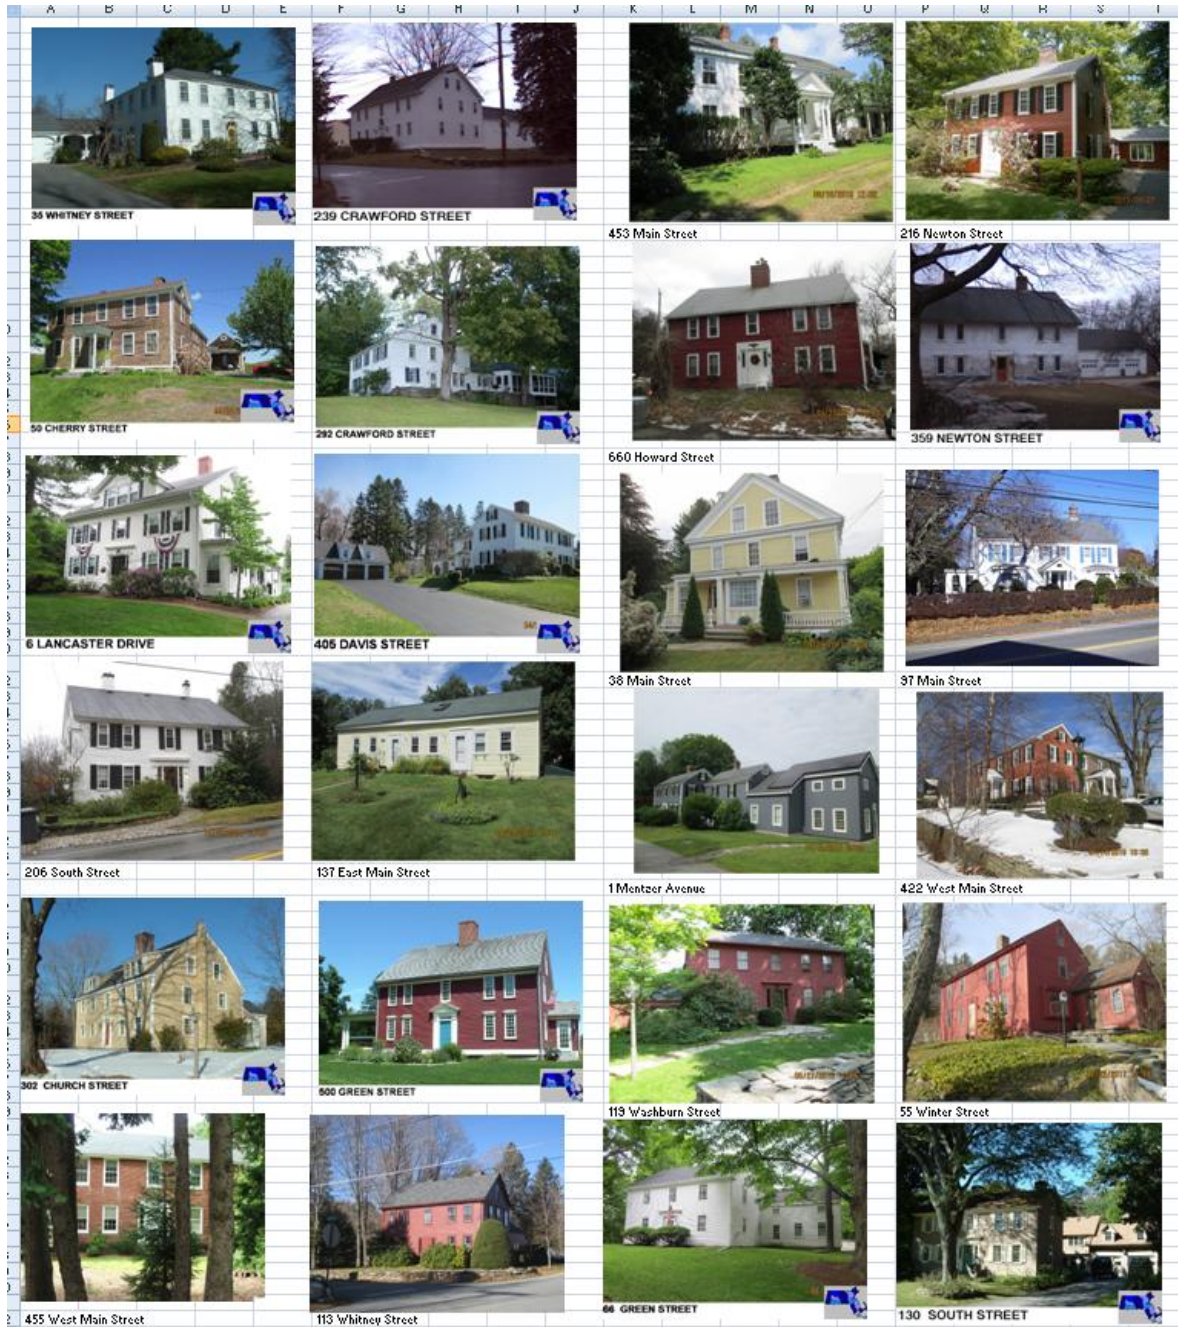 A B C D E F G H I J K L M N O P Q R S
35 WHITNEY STREET
239 CRAWFORD STREET
453 Main Street
216 Newton Street
50 CHERRY STREET
292 CRAWFORD STREET
660 Howard Street
359 NEWTON STREET
6 LANCASTER DRIVE
405 DAVIS STREET
38 Main Street
97 Main Street
206 South Street
137 East Main Street
1 Mentzer Avenue
422 West Main Street
302 CHURCH STREET
500 GREEN STREET
119 Washburn Street
55 Winter Street
455 West Main Street
113 Whitney Street
66 GREEN STREET
130 SOUTH STREET